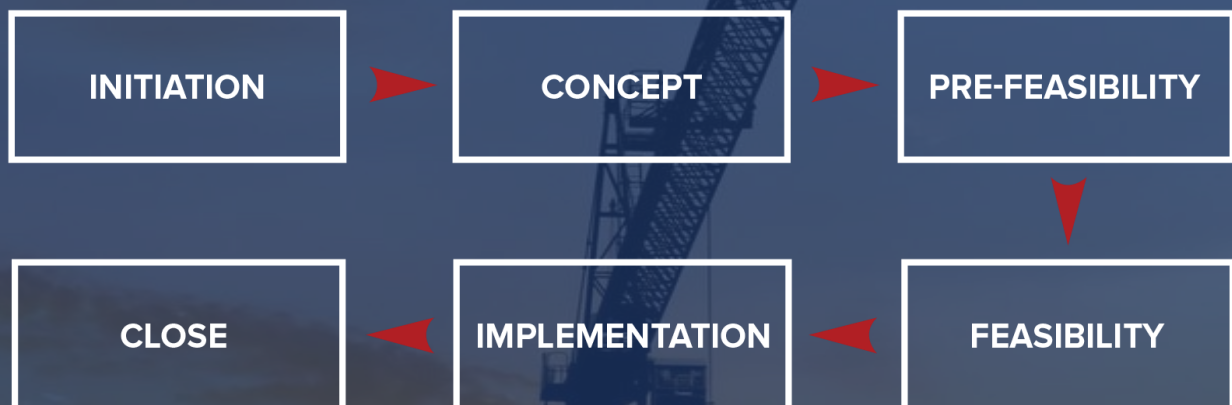 INITIATION
CONCEPT
PRE-FEASIBILITY
FEASIBILITY
IMPLEMENTATION
CLOSE